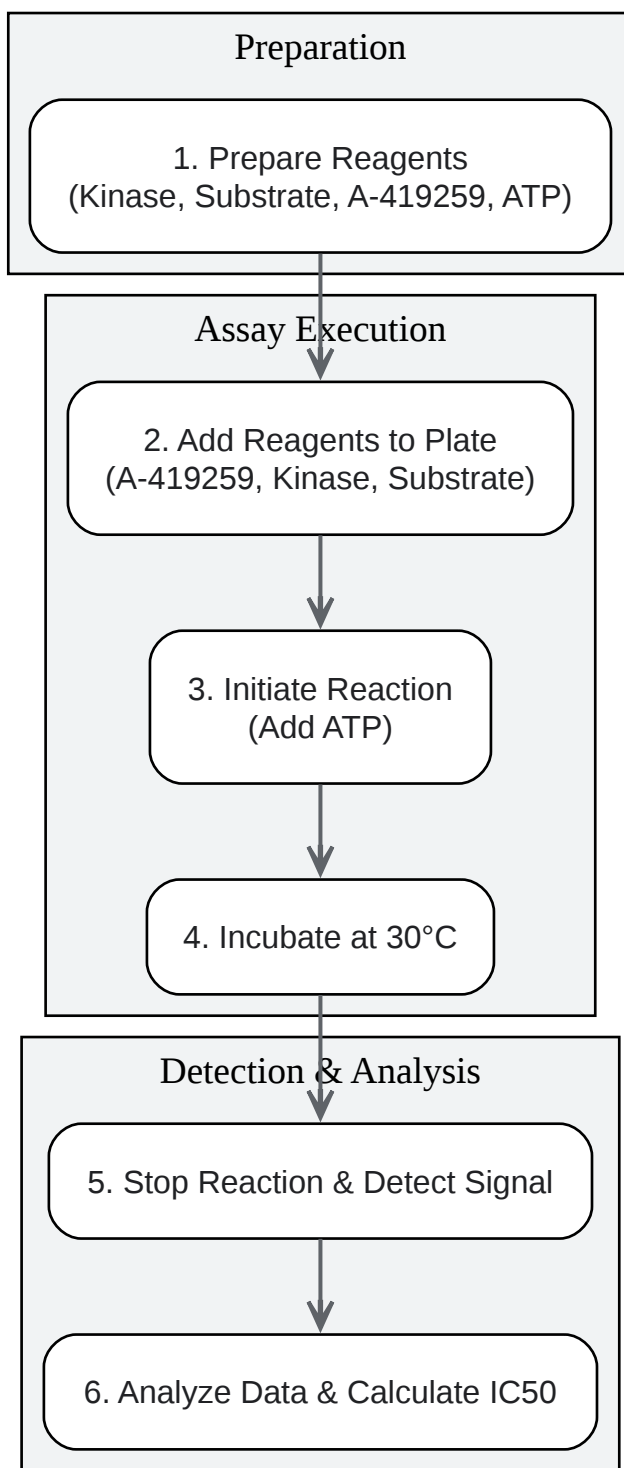 Preparation
1. Prepare Reagents
(Kinase, Substrate, A-419259, ATP)
Assay Execution
2. Add Reagents to Plate
(A-419259, Kinase, Substrate)
3. Initiate Reaction
(Add ATP)
4. Incubate at 30°C
Detection & Analysis
5. Stop Reaction & Detect Signal
6. Analyze Data & Calculate IC50